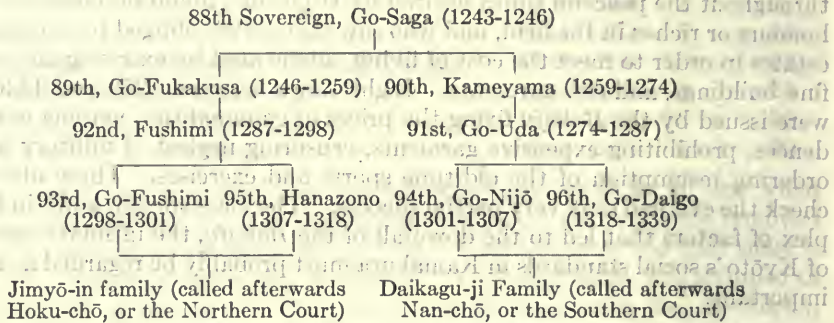 88th Sovereign, Go-Saga (1243-1246)
89th, Go-Fukakusa (1246-1259) 90th, Kameyama (1259-1274)
92nd, Fushimi (1287-1298) 91st, Go-Uda (1274-1287)
93rd, Go-Fushimi 95th, Hanazono 94th, Go-Nijō 96th, Go-Daigo
(1298-1301) (1307-1318) (1301-1307) (1318-1339)
Jimyō-in family (called afterwards Daikagu-ji Family (called afterwards
Hoku-chō, or the Northern Court) Nan-chō, or the Southern Court)